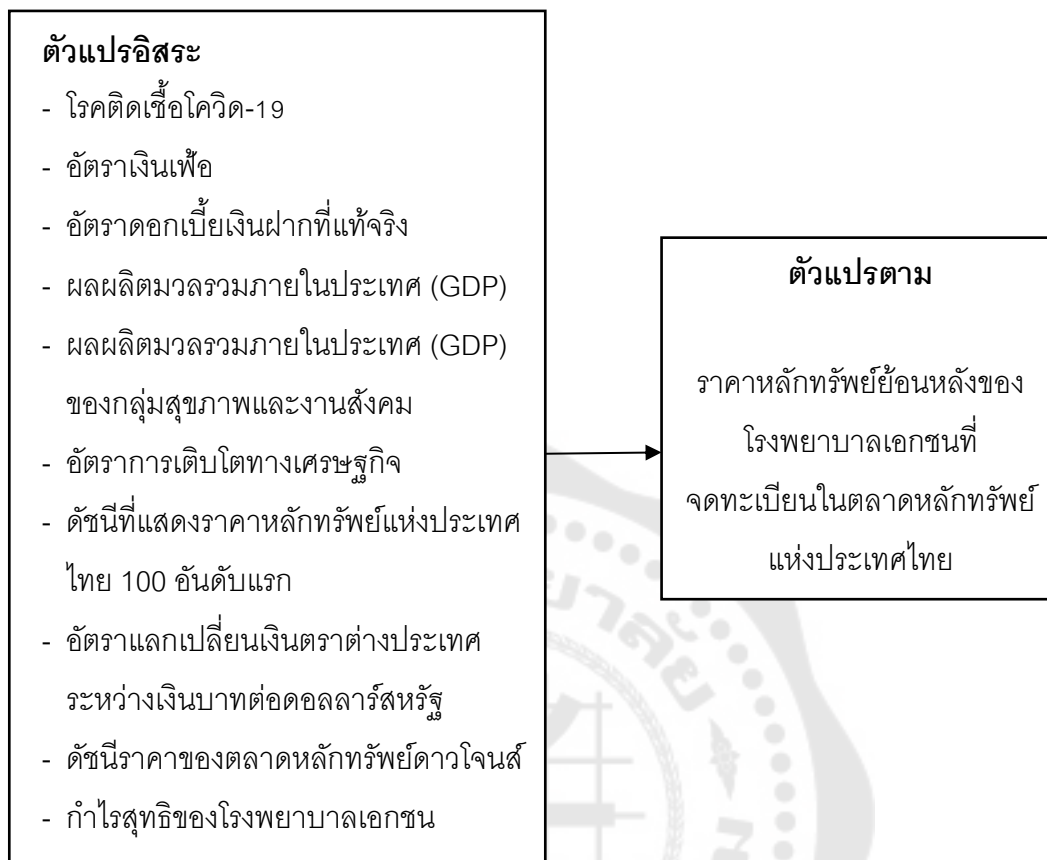 ตัวแปรอิสระ
- โรคติดเชื้อโควิด-19
- อัตราเงินเฟ้อ
- อัตราดอกเบี้ยเงินฝากที่แท้จริง
- ผลผลิตมวลรวมภายในประเทศ (GDP)
- ผลผลิตมวลรวมภายในประเทศ (GDP)
ของกลุ่มสุขภาพและงานสังคม
- อัตราการเติบโตทางเศรษฐกิจ
- ดัชนีที่แสดงราคาหลักทรัพย์แห่งประเทศ
ไทย 100 อันดับแรก
- อัตราแลกเปลี่ยนเงินตราต่างประเทศ
ระหว่างเงินบาทต่อดอลลาร์สหรัฐ
- ดัชนีราคาของตลาดหลักทรัพย์ดาวโจนส์
- กำไรสุทธิของโรงพยาบาลเอกชน
ตัวแปรตาม
ราคาหลักทรัพย์ย้อนหลังของ
โรงพยาบาลเอกชนที่
จดทะเบียนในตลาดหลักทรัพย์
แห่งประเทศไทย